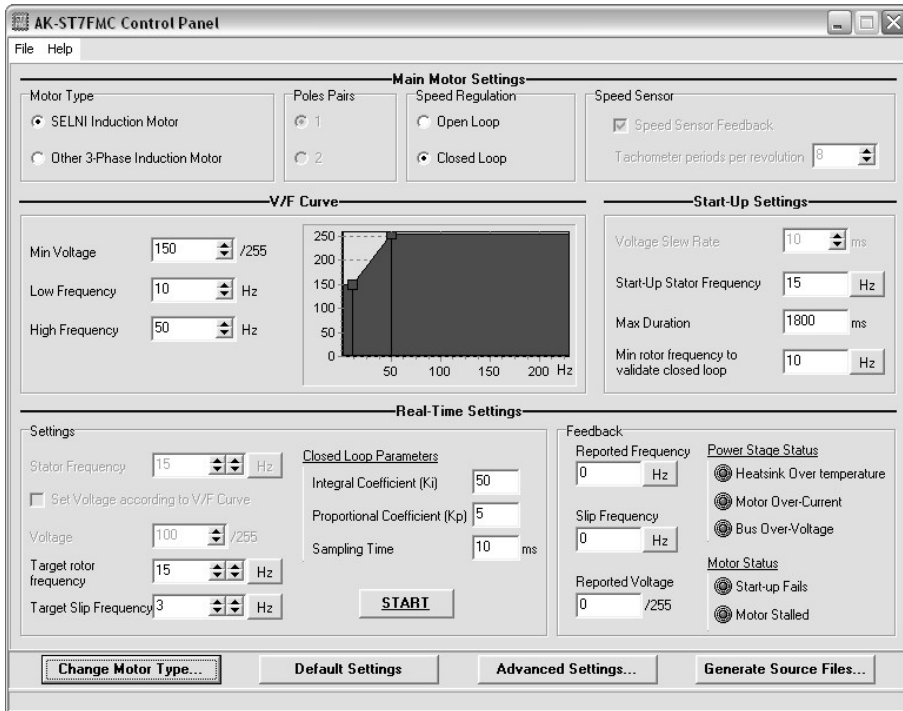 AK-ST7FMC Control Panel
File Help
Main Motor Settings
Motor Type
SELNI Induction Motor
Other 3-Phase Induction Motor
Poles Pairs
1
2
Speed Regulation
Open Loop
Closed Loop
Speed Sensor
Speed Sensor Feedback
Tachometer periods per revolution 8
V/F Curve
Min Voltage 150 /255
Low Frequency 10 Hz
High Frequency 50 Hz
250
200
150
100
50
0
50 100 150 200 Hz
Start-Up Settings
Voltage Slew Rate 10 ms
Start-Up Stator Frequency 15 Hz
Max Duration 1800 ms
Min rotor frequency to
validate closed loop 10 Hz
Real-Time Settings
Settings
Stator Frequency 15 Hz
Set Voltage according to V/F Curve
Voltage 100 /255
Target rotor
frequency 15 Hz
Target Slip Frequency 3 Hz
Closed Loop Parameters
Integral Coefficient (Ki) 50
Proportional Coefficient (Kp) 5
Sampling Time 10 ms
START
Feedback
Reported Frequency
0 Hz
Slip Frequency
0 Hz
Reported Voltage
0 /255
Power Stage Status
Heatsink Over temperature
Motor Over-Current
Bus Over-Voltage
Motor Status
Start-up Fails
Motor Stalled
Change Motor Type...
Default Settings
Advanced Settings...
Generate Source Files...